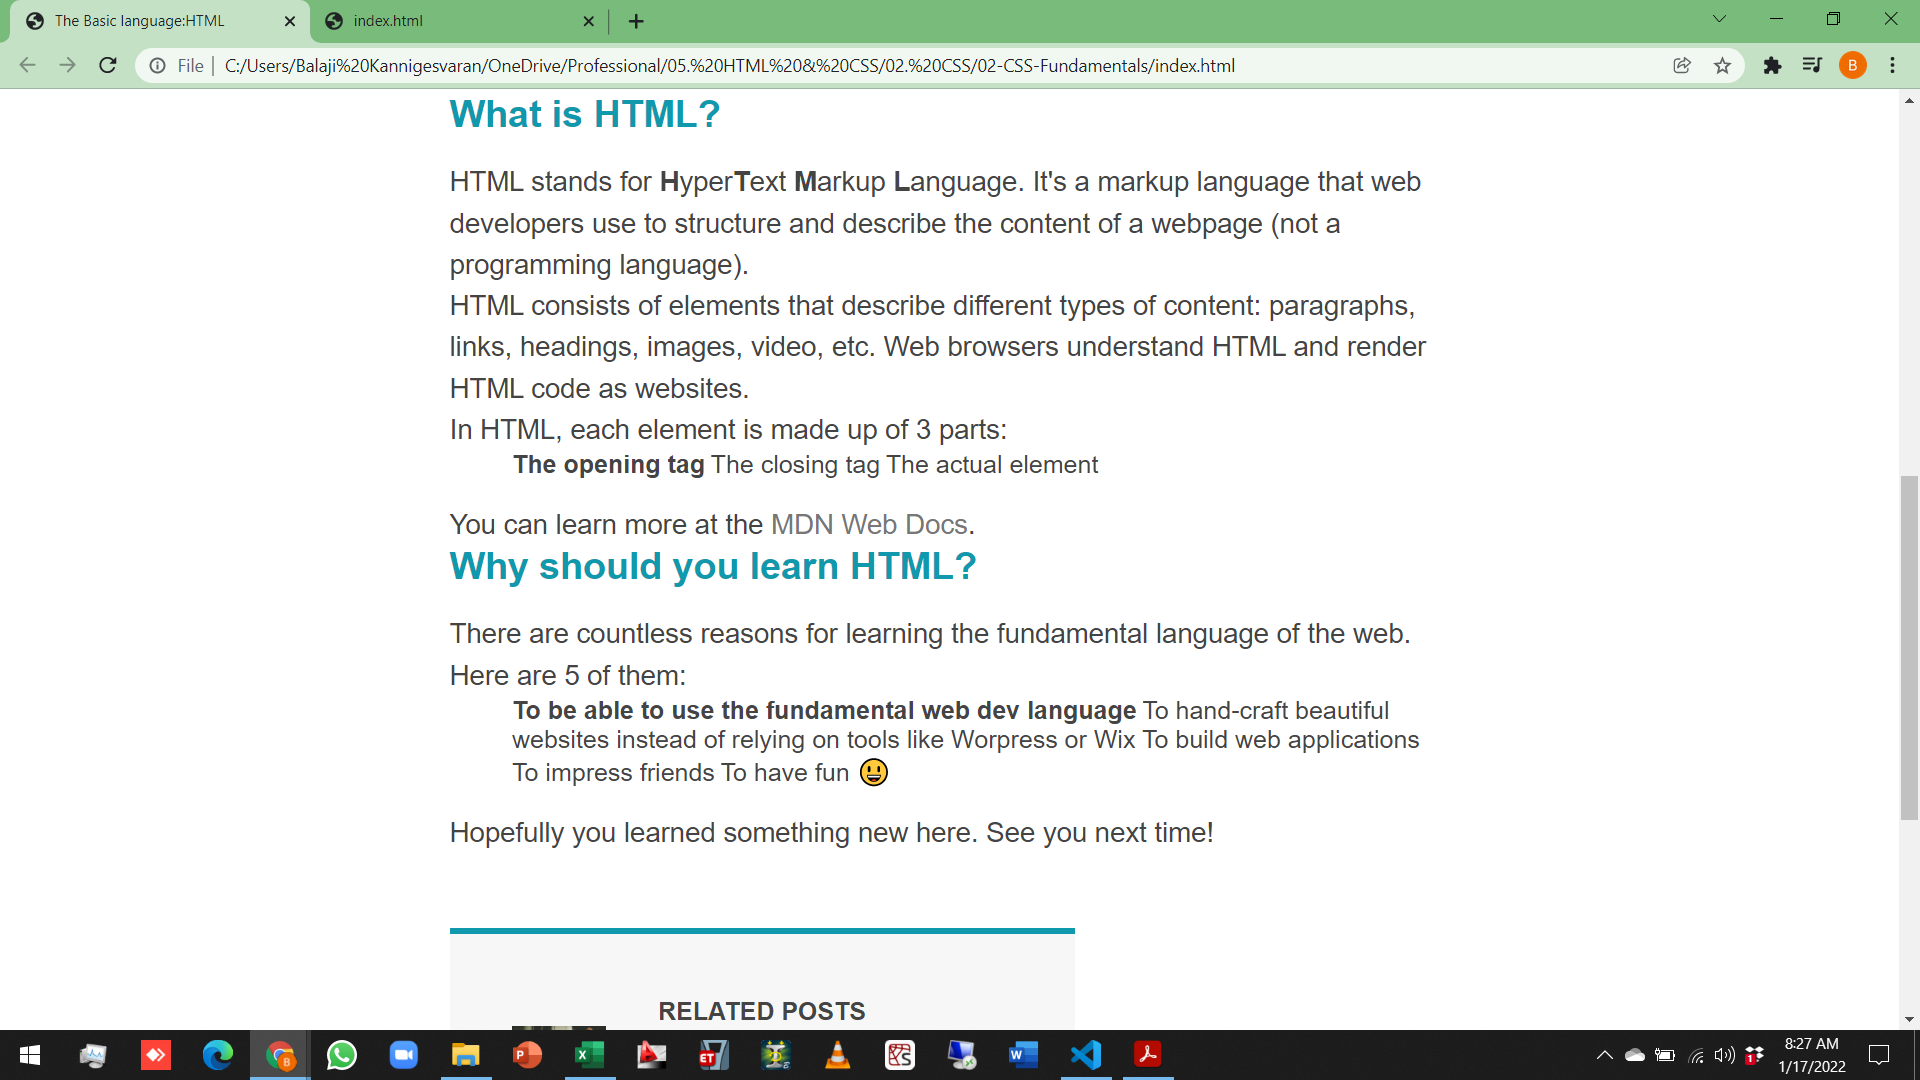 The Basic language:HTML
index.html
File
C:/Users/Balaji%20Kannigesvaran/OneDrive/Professional/05.%20HTML%20&%20CSS/02.%20CSS/02-CSS-Fundamentals/index.html
B
What is HTML?
HTML stands for HyperText Markup Language. It's a markup language that web
developers use to structure and describe the content of a webpage (not a
programming language).
HTML consists of elements that describe different types of content: paragraphs,
links, headings, images, video, etc. Web browsers understand HTML and render
HTML code as websites.
In HTML, each element is made up of 3 parts:
The opening tag The closing tag The actual element
You can learn more at the MDN Web Docs.
Why should you learn HTML?
There are countless reasons for learning the fundamental language of the web.
Here are 5 of them:
To be able to use the fundamental web dev language To hand-craft beautiful
websites instead of relying on tools like Worpress or Wix To build web applications
To impress friends To have fun 😃
Hopefully you learned something new here. See you next time!
RELATED POSTS
8:27 AM
1/17/2022